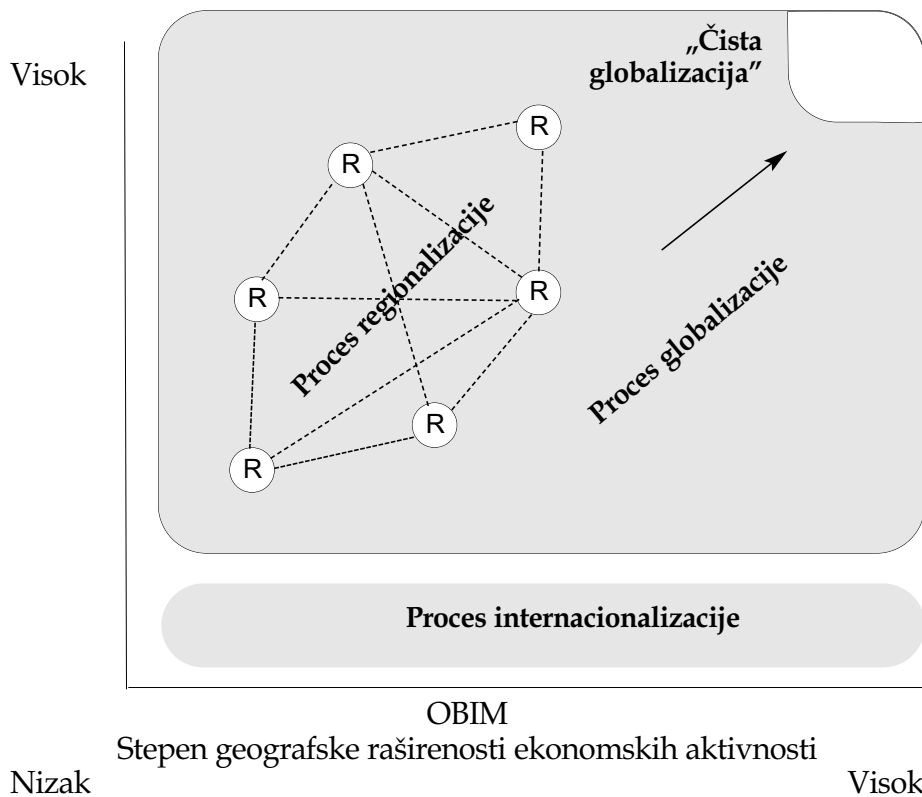 Visok
„Čista
globalizacija”
R
R
Proces regionalizacije
R
R
Proces globalizacije
R
R
Proces internacionalizacije
OBIM
Stepen geografske raširenosti ekonomskih aktivnosti
Nizak
Visok